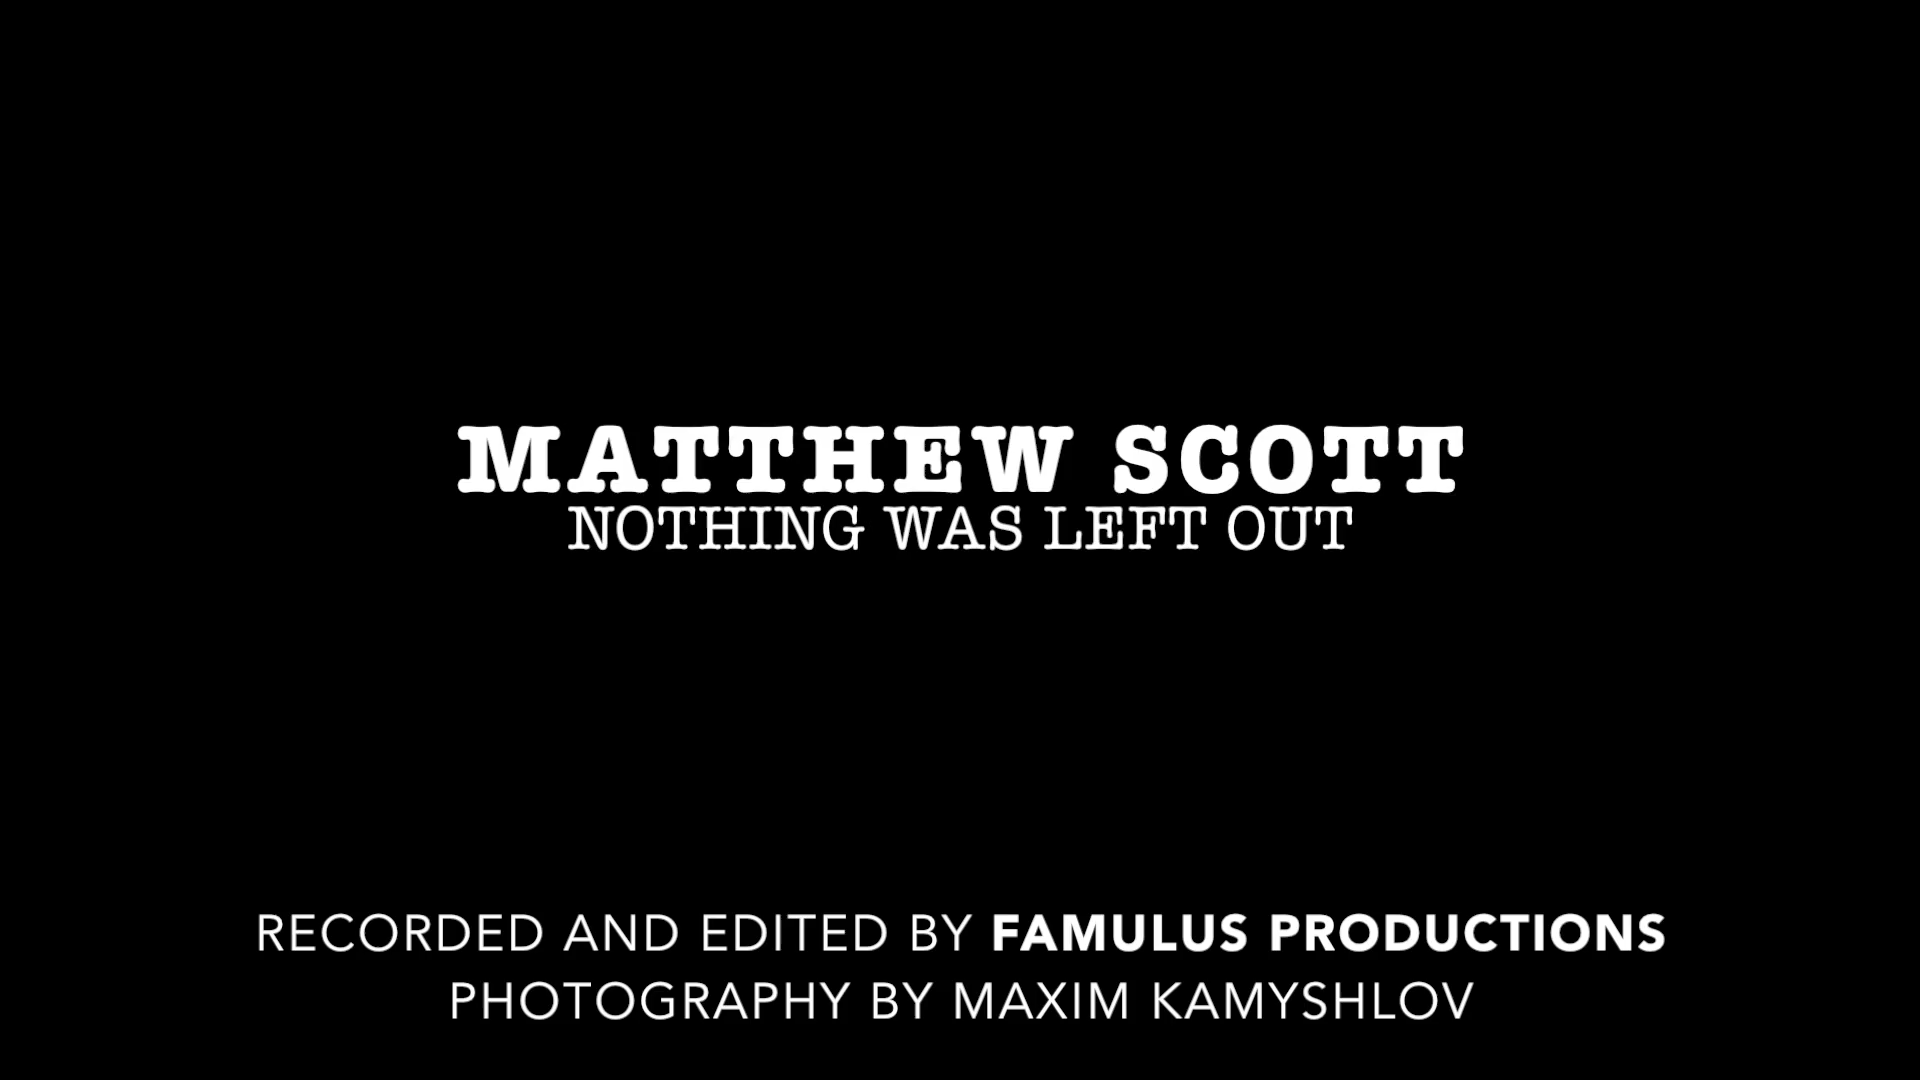 MATTHEW SCOTT
NOTHING WAS LEFT OUT
RECORDED AND EDITED BY FAMULUS PRODUCTIONS
PHOTOGRAPHY BY MAXIM KAMYSHLOV